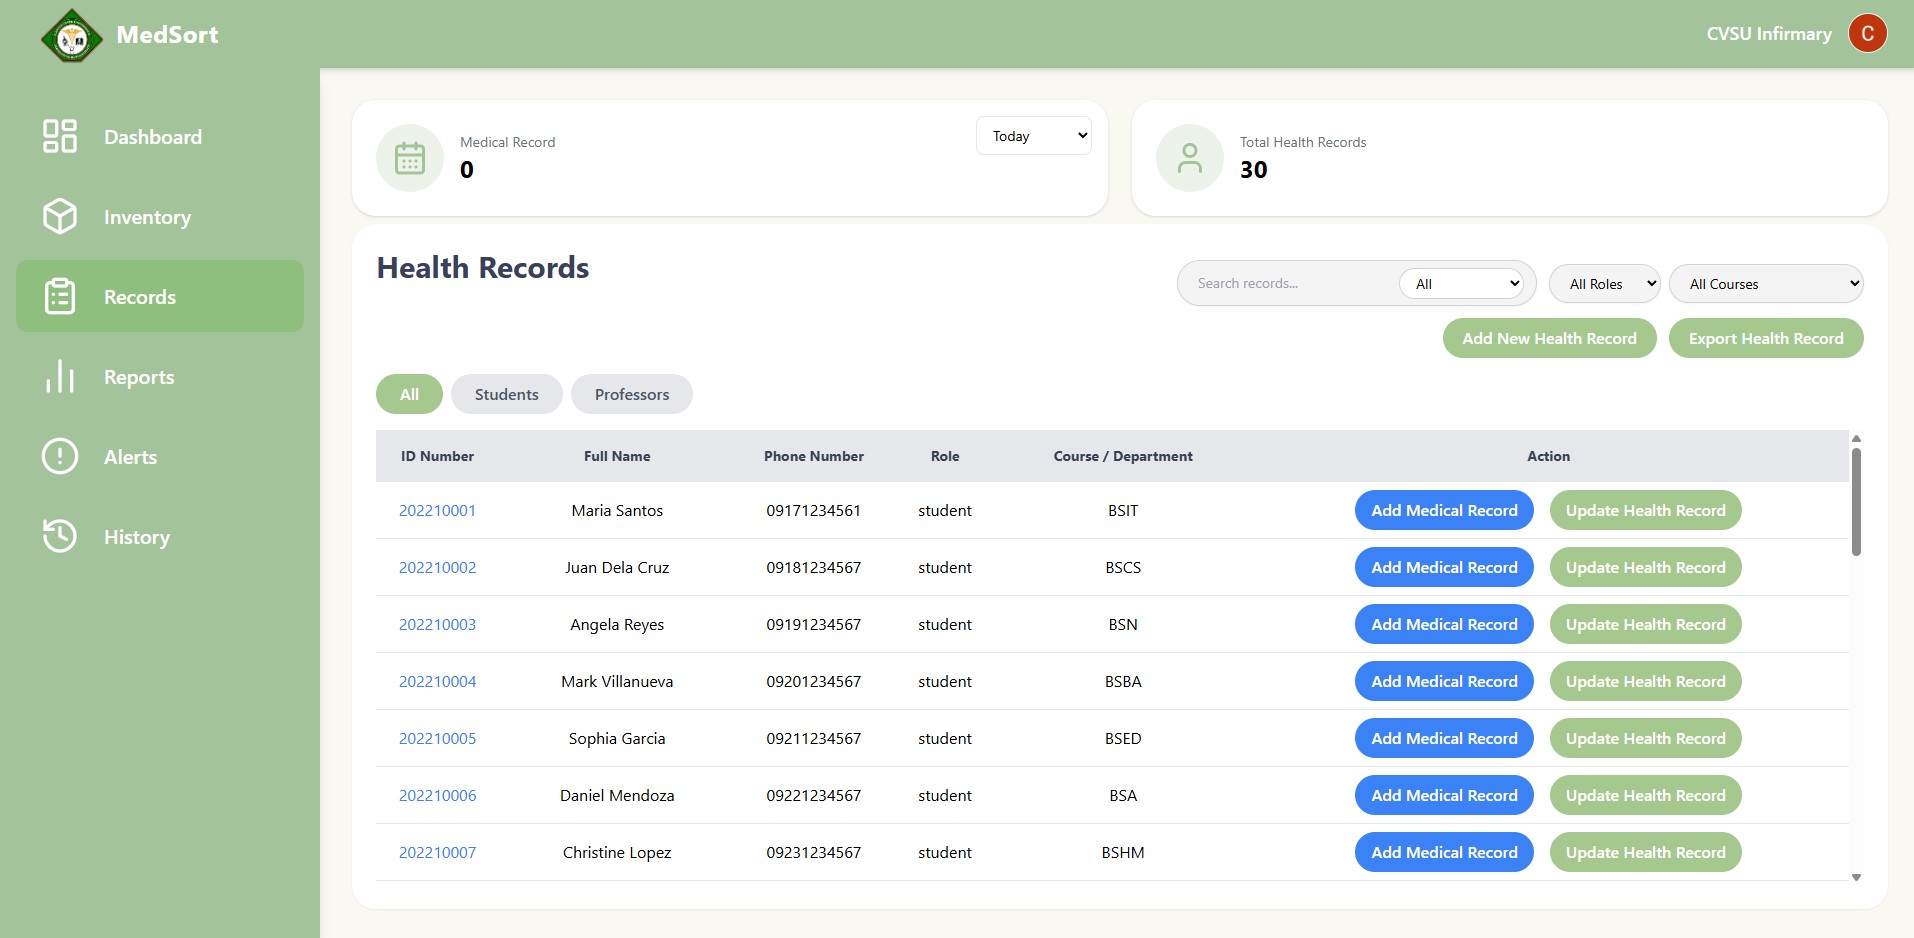 MedSort
CVSU Infirmary
C
Dashboard
Inventory
Records
Reports
Alerts
History
Medical Record
0
Today
Total Health Records
30
Health Records
Search records...
All
All Roles
All Courses
Add New Health Record
Export Health Record
All
Students
Professors
ID Number Full Name Phone Number Role Course / Department Action
202210001 Maria Santos 09171234561 student BSIT Add Medical Record Update Health Record
202210002 Juan Dela Cruz 09181234567 student BSCS Add Medical Record Update Health Record
202210003 Angela Reyes 09191234567 student BSN Add Medical Record Update Health Record
202210004 Mark Villanueva 09201234567 student BSBA Add Medical Record Update Health Record
202210005 Sophia Garcia 09211234567 student BSED Add Medical Record Update Health Record
202210006 Daniel Mendoza 09221234567 student BSA Add Medical Record Update Health Record
202210007 Christine Lopez 09231234567 student BSHM Add Medical Record Update Health Record